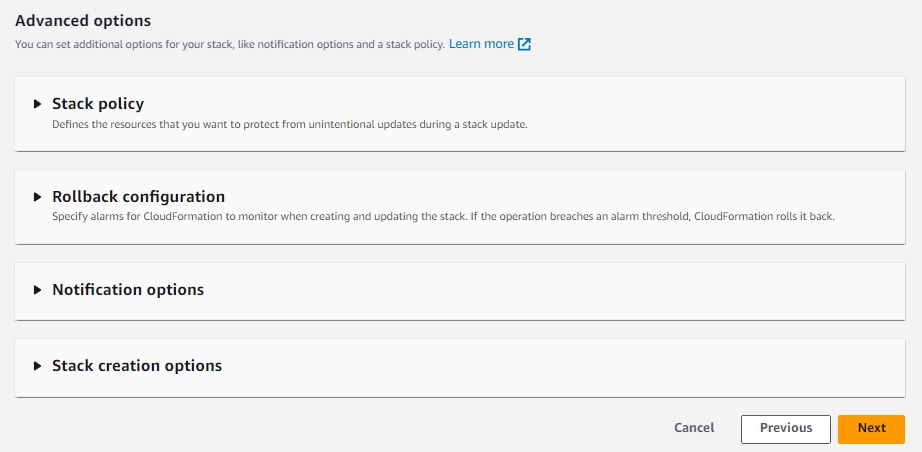 Advanced options
You can set additional options for your stack, like notification options and a stack policy. Learn more
Stack policy
Defines the resources that you want to protect from unintentional updates during a stack update.
Rollback configuration
Specify alarms for CloudFormation to monitor when creating and updating the stack. If the operation breaches an alarm threshold, CloudFormation rolls it back.
Notification options
Stack creation options
Cancel Previous Next